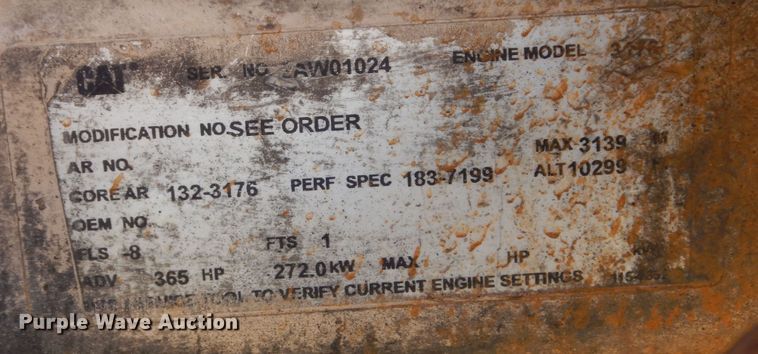 CAT SER. NO. AW01024 ENGINE MODEL
MODIFICATION NO. SEE ORDER
AR NO. MAX 3139 M
CORE AR 132-3176 PERF SPEC 183-7199 ALT 10299
OEM NO.
FLS -8 FTS 1
ADV 365 HP 272.0 kW MAX HP
TOOL TO VERIFY CURRENT ENGINE SETTINGS
Purple Wave Auction